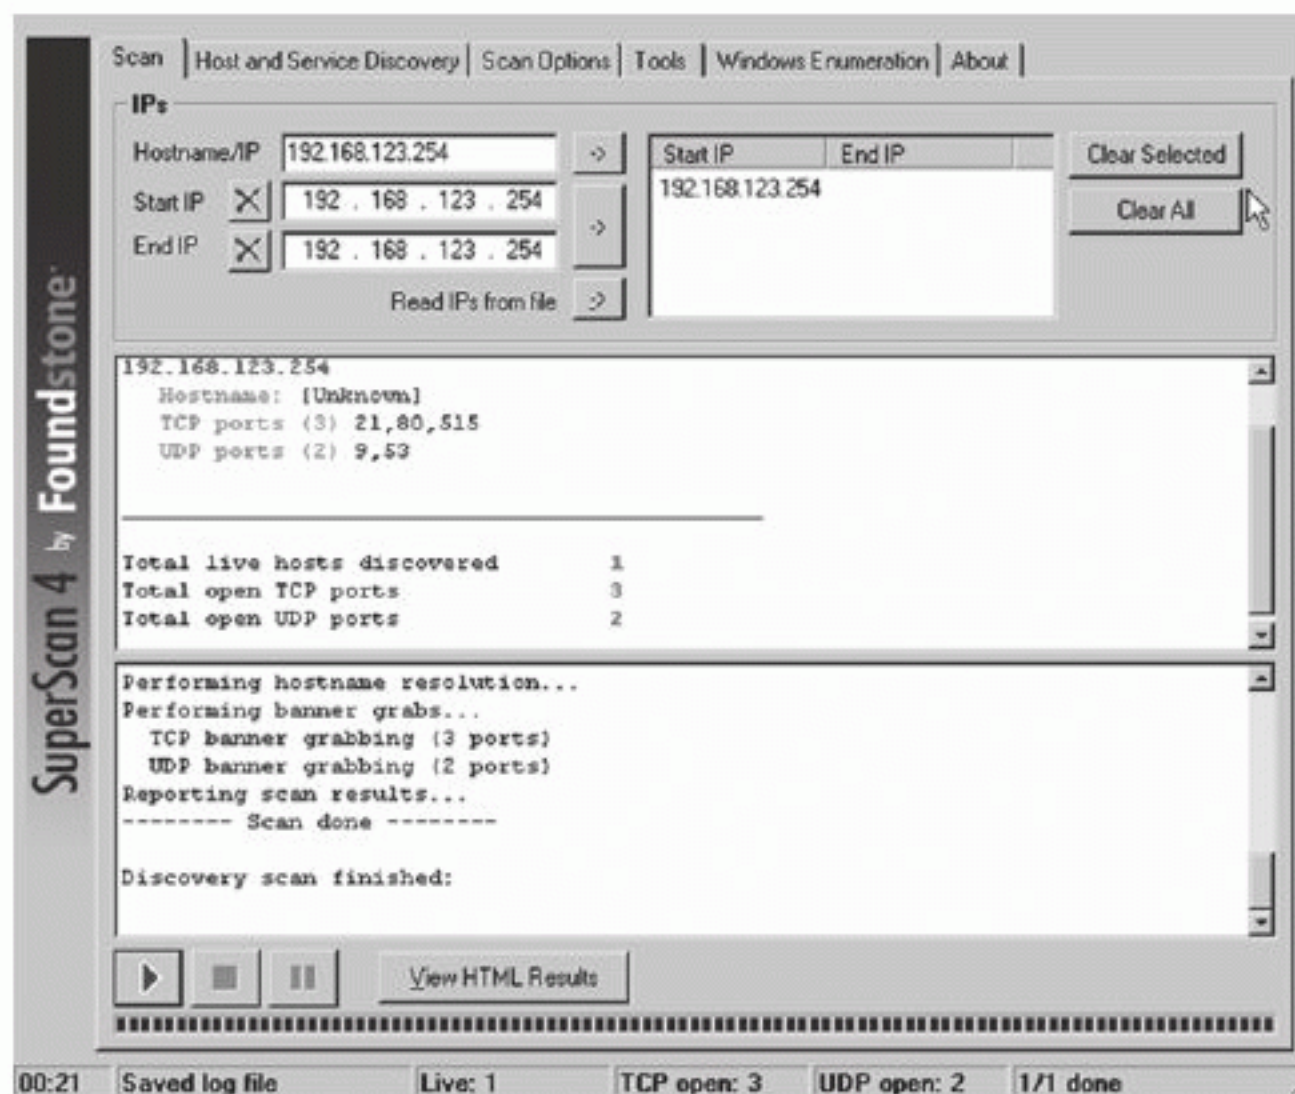 SuperScan 4 by Foundstone
Scan Host and Service Discovery Scan Options Tools Windows Enumeration About
IPs
Hostname/IP 192.168.123.254 ->
Start IP X 192 . 168 . 123 . 254
End IP X 192 . 168 . 123 . 254
->
Read IPs from file ->
Start IP End IP
192.168.123.254
Clear Selected
Clear All
192.168.123.254
Hostname: [Unknown]
TCP ports (3) 21,80,515
UDP ports (2) 9,53
Total live hosts discovered 1
Total open TCP ports 3
Total open UDP ports 2
Performing hostname resolution...
Performing banner grabs...
TCP banner grabbing (3 ports)
UDP banner grabbing (2 ports)
Reporting scan results...
-------- Scan done --------
Discovery scan finished:
View HTML Results
00:21 Saved log file Live: 1 TCP open: 3 UDP open: 2 1/1 done